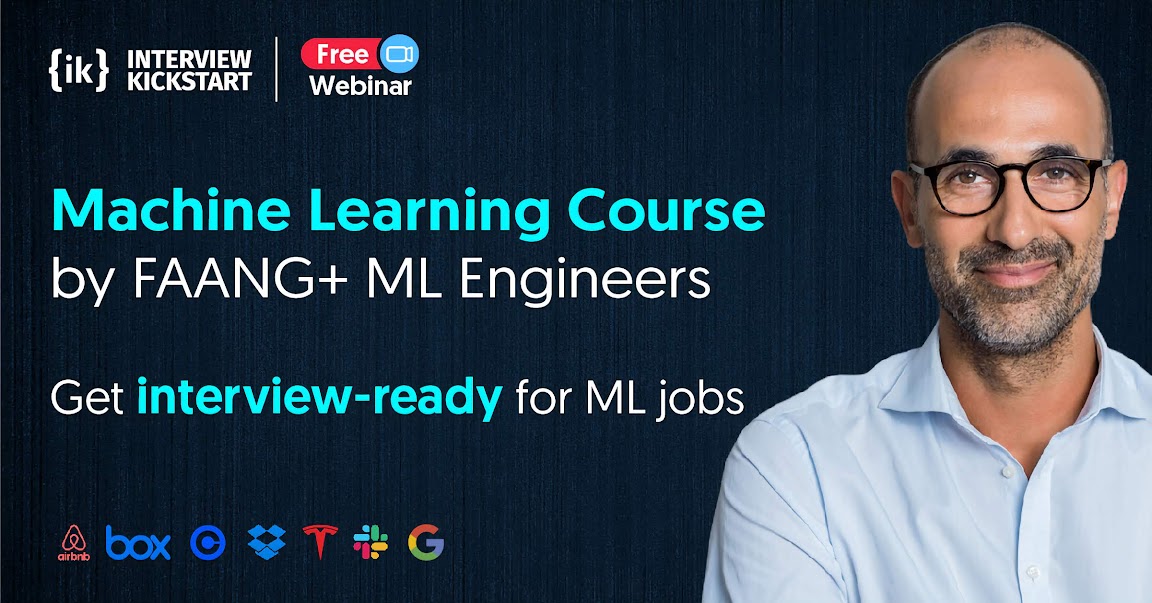 {ik} INTERVIEW KICKSTART
Free
Webinar
Machine Learning Course
by FAANG+ ML Engineers
Get interview-ready for ML jobs
airbnb
box